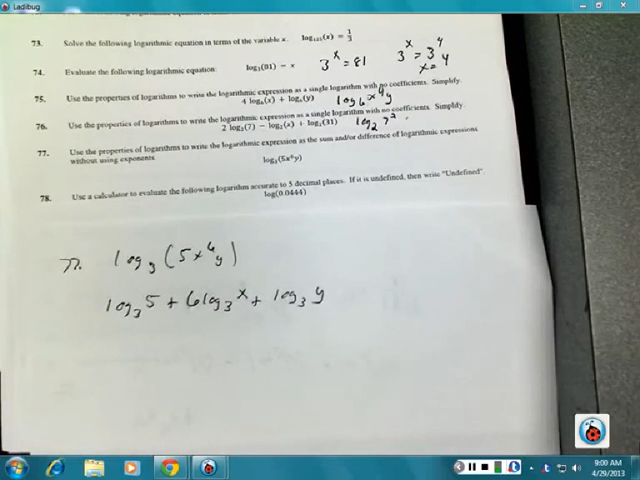 Ladibug
73. Solve the following logarithmic equation in terms of the variable x. log₁₂₅(x) = 1/3
74. Evaluate the following logarithmic equation: log₃(81) = x 3^x = 81 3^x = 3^4
x = 4
75. Use the properties of logarithms to write the logarithmic expression as a single logarithm with no coefficients. Simplify.
4 log₆(x) + log₆(y) log₆ x⁴y
76. Use the properties of logarithms to write the logarithmic expression as a single logarithm with no coefficients. Simplify.
2 log₂(7) − log₂(x) + log₂(31) log₂ 7²
77. Use the properties of logarithms to write the logarithmic expression as the sum and/or difference of logarithmic expressions
without using exponents.
log₃(5x⁶y)
78. Use a calculator to evaluate the following logarithm accurate to 5 decimal places. If it is undefined, then write "Undefined".
log(0.0444)
77. log₃(5x⁶y)
log₃5 + 6log₃x + log₃y
9:00 AM
4/29/2013